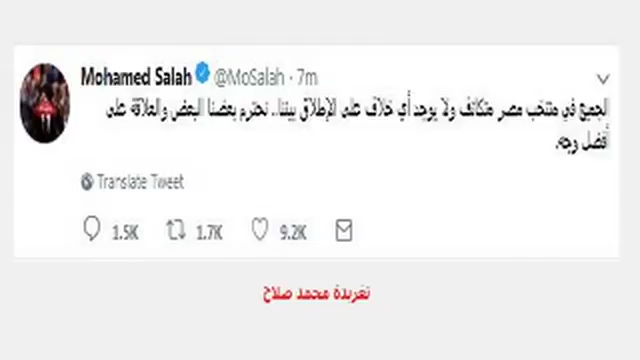 Mohamed Salah @MoSalah · 7m
الجميع في منتخب مصر متكاتف ولا يوجد أي خلاف على الإطلاق بيننا.. نحترم بعضنا البعض والعلاقة على
أفضل وجه.
Translate Tweet
1.5K 1.7K 9.2K
تغريدة محمد صلاح